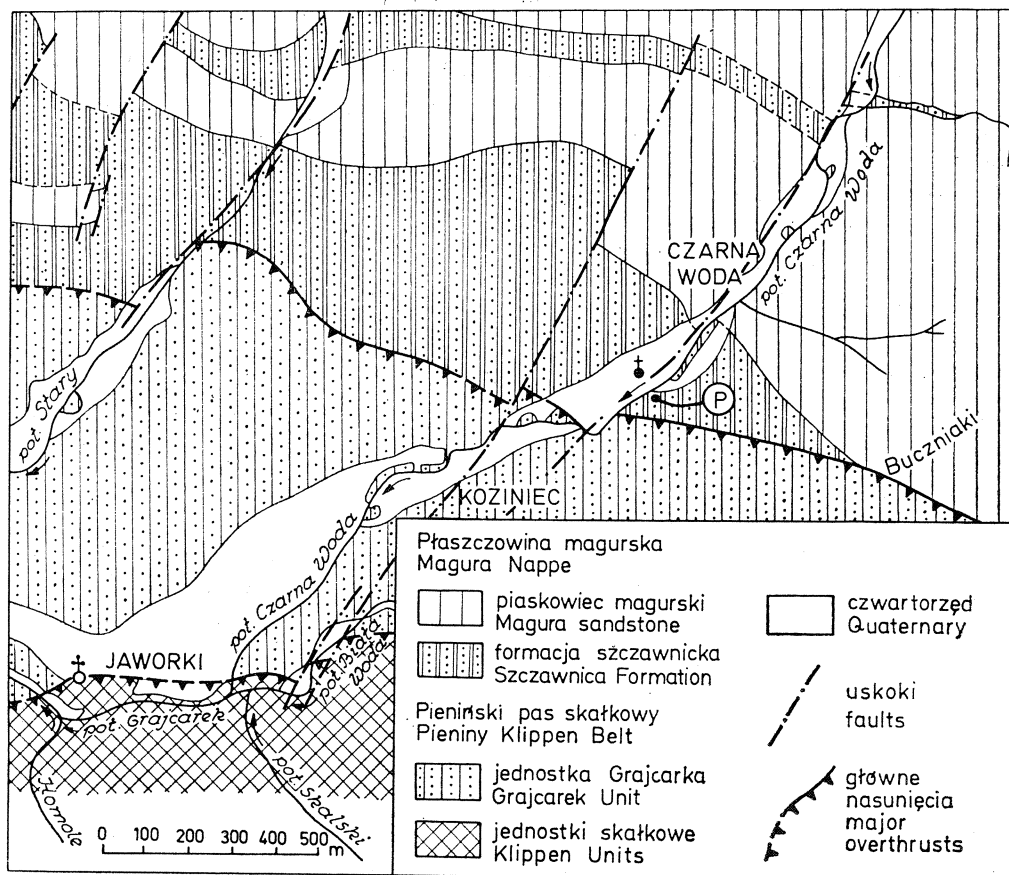 CZARNA
WODA
pot. Czarna Woda
P
pot. Stary
Buczniaki
KOZINIEC
pot. Czarna Woda
pot. Biała
Woda
JAWORKI
pot. Grajcarek
Homole
pot. Skalski
0 100 200 300 400 500 m
Płaszczowina magurska
Magura Nappe
piaskowiec magurski
Magura sandstone
formacja szczawnicka
Szczawnica Formation
Pieniński pas skałkowy
Pieniny Klippen Belt
jednostka Grajcarka
Grajcarek Unit
jednostki skałkowe
Klippen Units
czwartorzęd
Quaternary
uskoki
faults
główne
nasunięcia
major
overthrusts